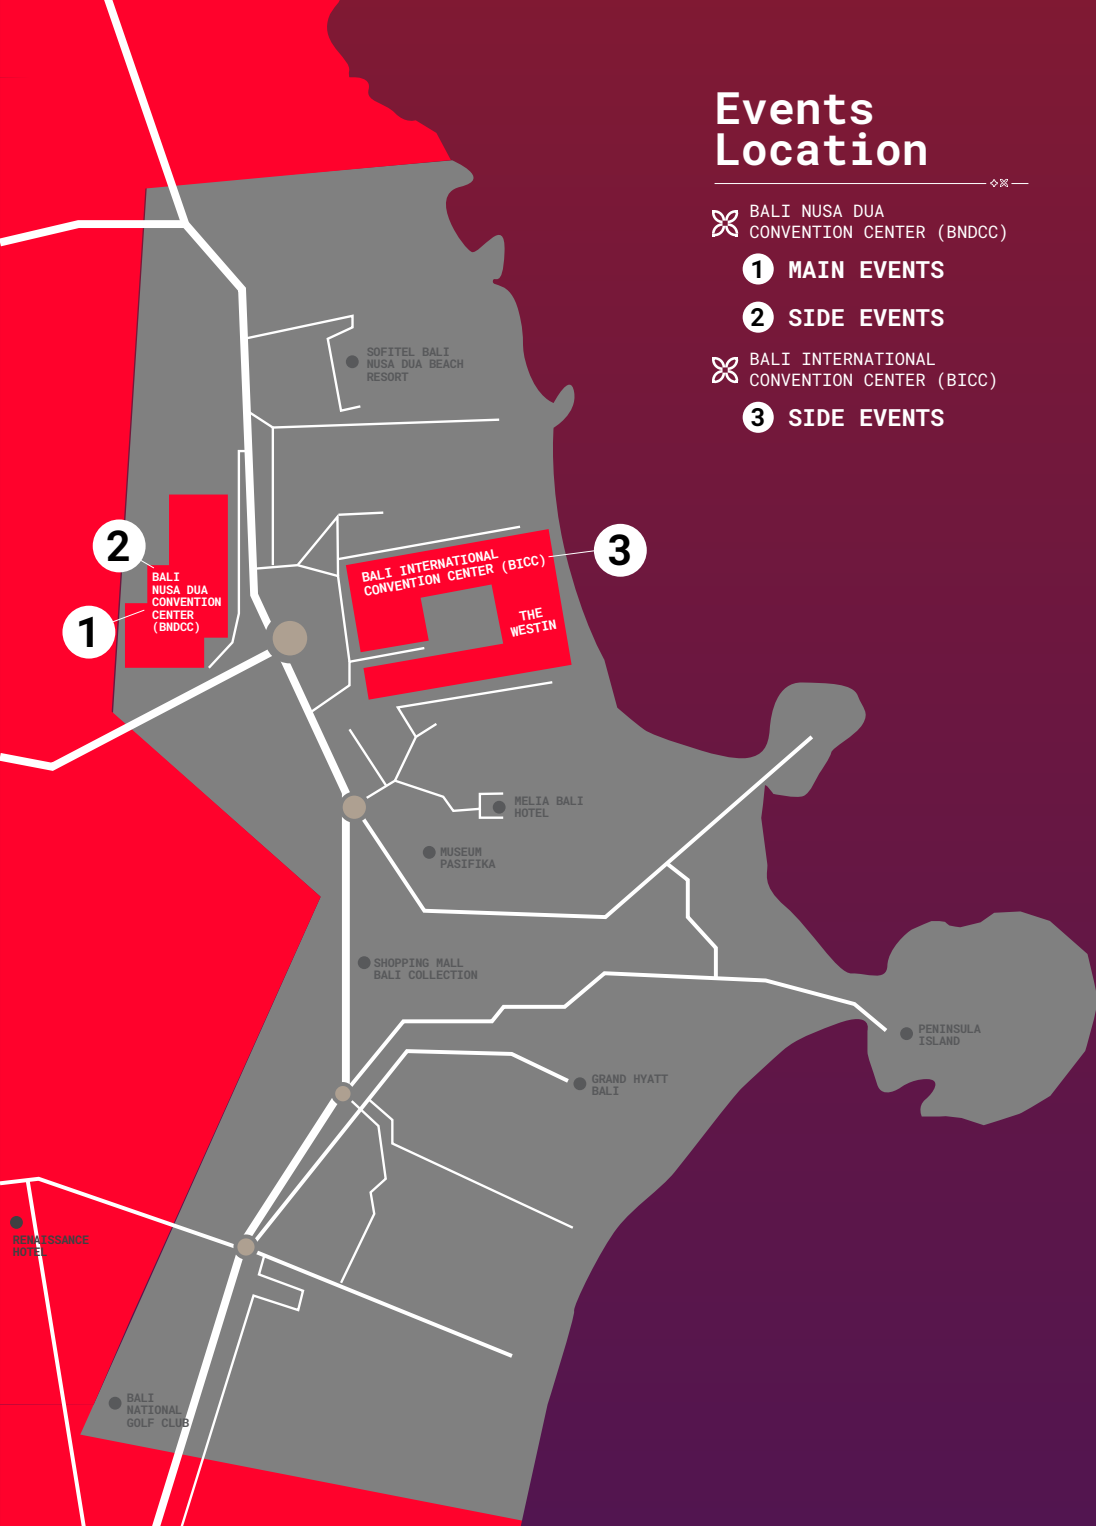 Events
Location
BALI NUSA DUA
CONVENTION CENTER (BNDCC)
1 MAIN EVENTS
2 SIDE EVENTS
BALI INTERNATIONAL
CONVENTION CENTER (BICC)
3 SIDE EVENTS
SOFITEL BALI
NUSA DUA BEACH
RESORT
2
BALI
NUSA DUA
CONVENTION
CENTER
(BNDCC)
1
BALI INTERNATIONAL
CONVENTION CENTER (BICC)
3
THE
WESTIN
MELIA BALI
HOTEL
MUSEUM
PASIFIKA
SHOPPING MALL
BALI COLLECTION
PENINSULA
ISLAND
GRAND HYATT
BALI
RENAISSANCE
HOTEL
BALI
NATIONAL
GOLF CLUB